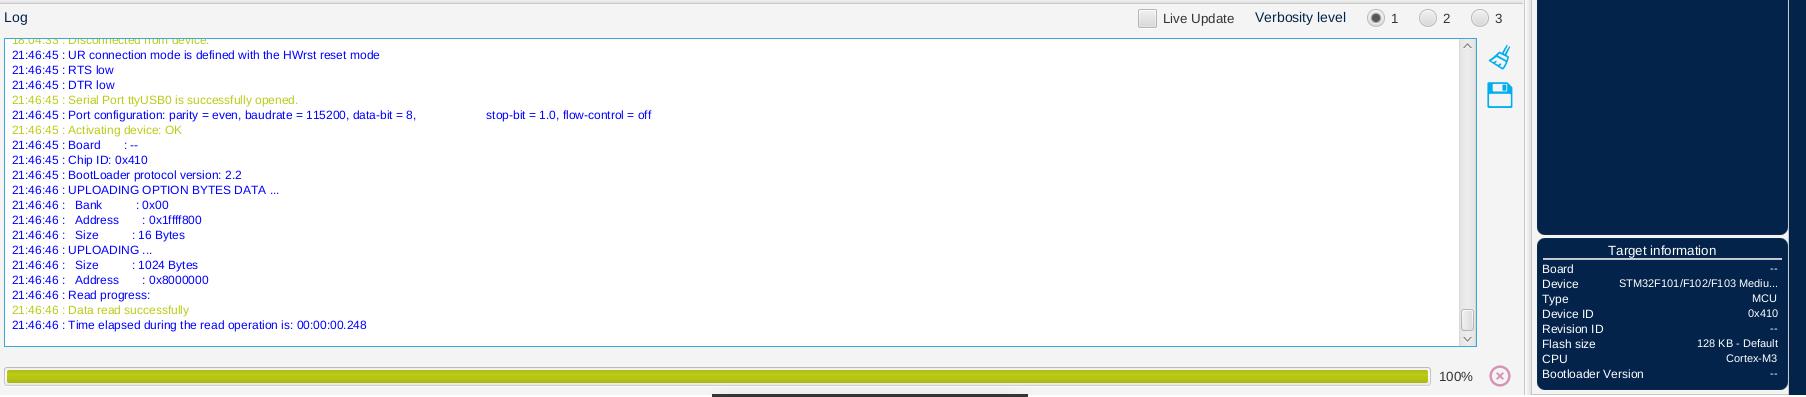 Log
Live Update
Verbosity level
1
2
3
18:04:33 : Disconnected from device.
21:46:45 : UR connection mode is defined with the HWrst reset mode
21:46:45 : RTS low
21:46:45 : DTR low
21:46:45 : Serial Port ttyUSB0 is successfully opened.
21:46:45 : Port configuration: parity = even, baudrate = 115200, data-bit = 8, stop-bit = 1.0, flow-control = off
21:46:45 : Activating device: OK
21:46:45 : Board : --
21:46:45 : Chip ID: 0x410
21:46:45 : BootLoader protocol version: 2.2
21:46:46 : UPLOADING OPTION BYTES DATA ...
21:46:46 : Bank : 0x00
21:46:46 : Address : 0x1ffff800
21:46:46 : Size : 16 Bytes
21:46:46 : UPLOADING ...
21:46:46 : Size : 1024 Bytes
21:46:46 : Address : 0x8000000
21:46:46 : Read progress:
21:46:46 : Data read successfully
21:46:46 : Time elapsed during the read operation is: 00:00:00.248
100%
Target information
Board --
Device STM32F101/F102/F103 Mediu...
Type MCU
Device ID 0x410
Revision ID --
Flash size 128 KB - Default
CPU Cortex-M3
Bootloader Version --